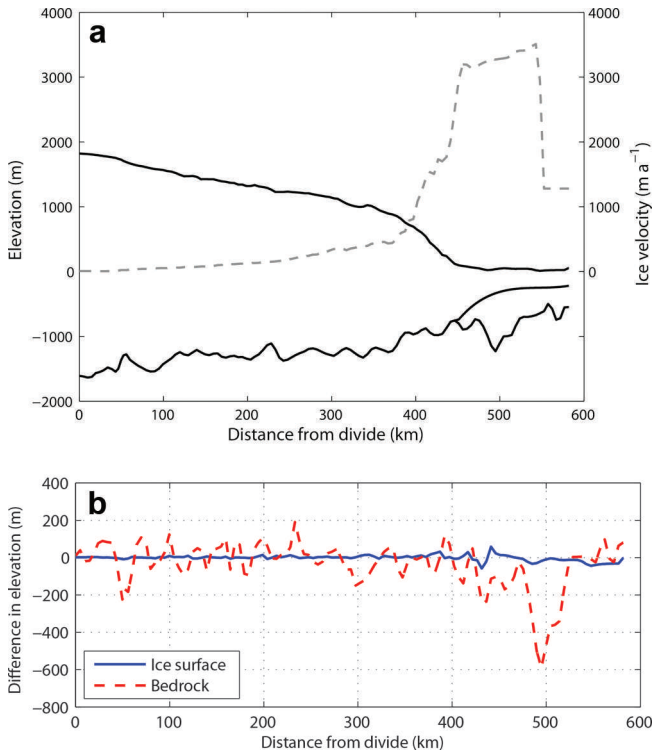 a
4000
3000
2000
1000
0
−1000
−2000
Elevation (m)
4000
3000
2000
1000
0
Ice velocity (m a⁻¹)
0 100 200 300 400 500 600
Distance from divide (km)
b
400
200
0
−200
−400
−600
−800
Difference in elevation (m)
Ice surface
Bedrock
0 100 200 300 400 500 600
Distance from divide (km)